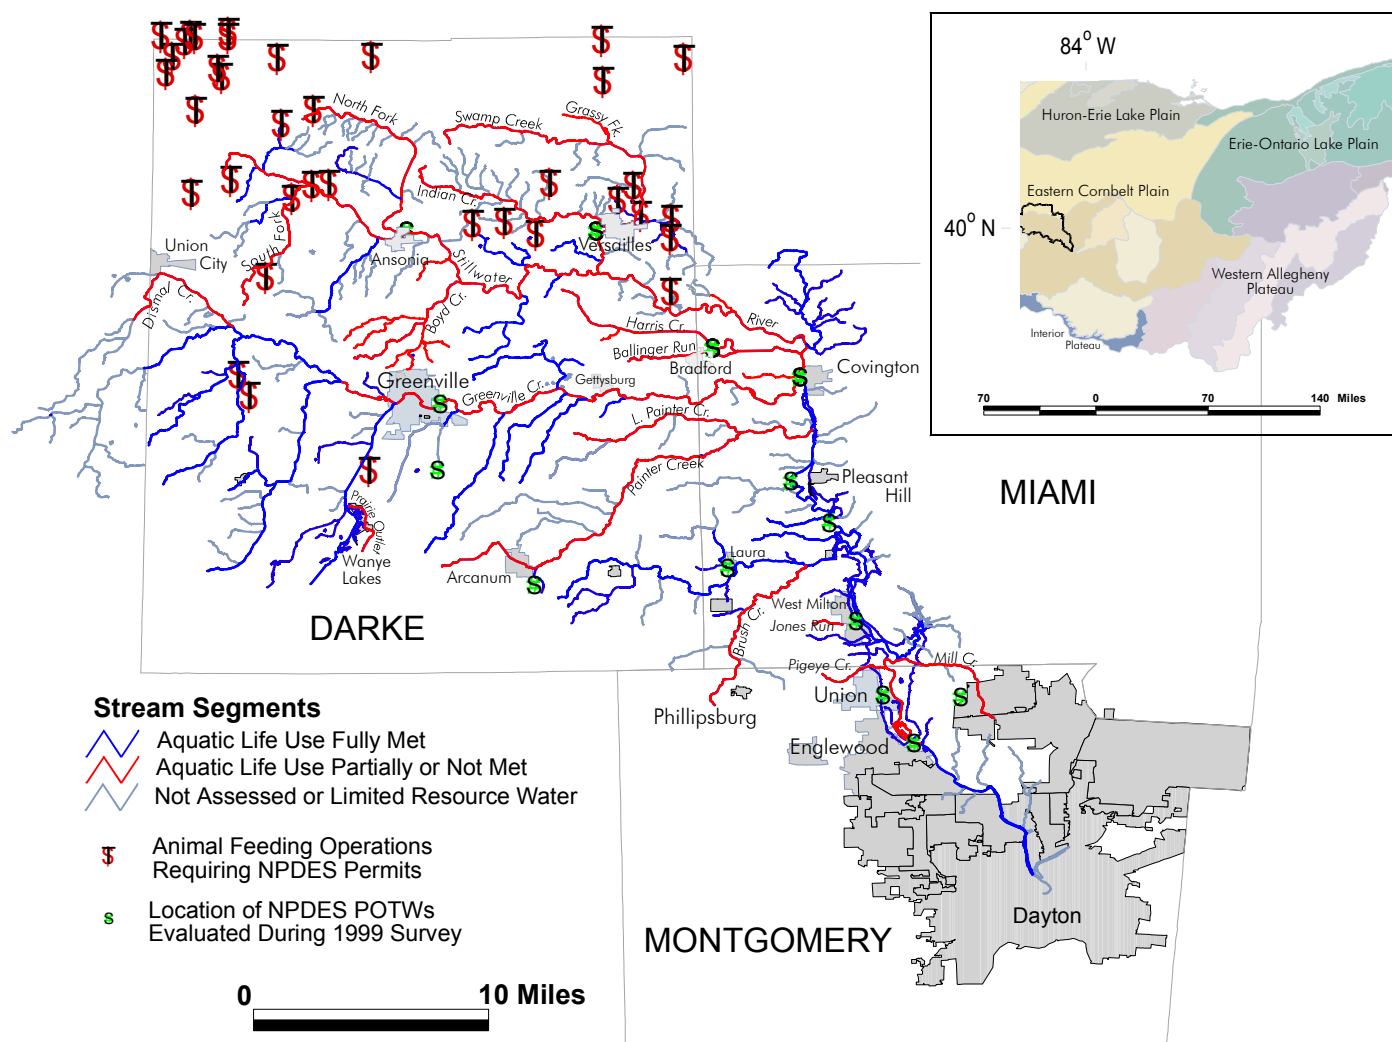 84° W
Huron-Erie Lake Plain
Erie-Ontario Lake Plain
Eastern Cornbelt Plain
40° N
Western Allegheny
Plateau
Interior
Plateau
70
0
70
140 Miles
North Fork
Swamp Creek
Grassy Fk.
Indian Cr.
Union
City
South Fork
Ansonia
Versailles
Stillwater
Dismal Cr.
Boyd Cr.
Harris Cr.
River
Ballinger Run
Bradford
Covington
Greenville
Greenville Cr.
Gettysburg
L. Painter Cr.
Painter Creek
Pleasant
Hill
MIAMI
Prairie Outlet
Wanye
Lakes
Arcanum
Laura
DARKE
West Milton
Jones Run
Brush Cr.
Pigeye Cr.
Mill Cr.
Union
Phillipsburg
Englewood
Stream Segments
Aquatic Life Use Fully Met
Aquatic Life Use Partially or Not Met
Not Assessed or Limited Resource Water
Animal Feeding Operations
Requiring NPDES Permits
S
Location of NPDES POTWs
Evaluated During 1999 Survey
Dayton
MONTGOMERY
0
10 Miles